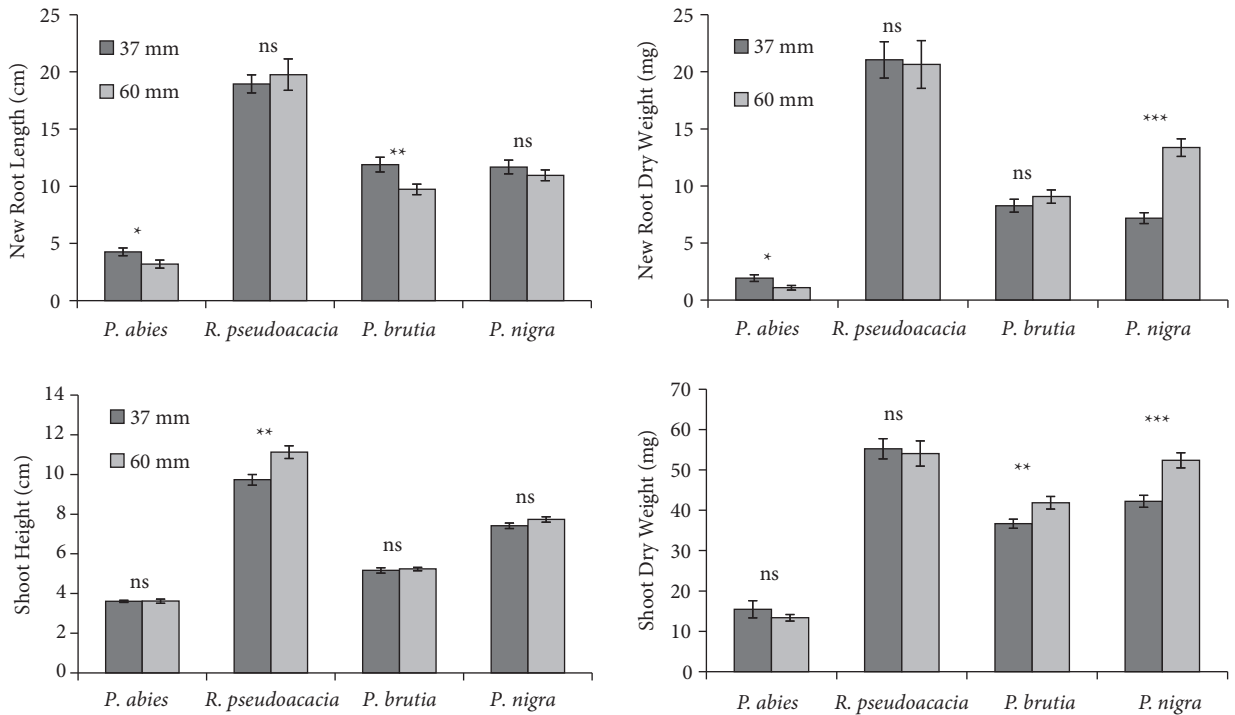 New Root Length (cm)
25
20
15
10
5
0
37 mm
60 mm
*
ns
**
ns
P. abies
R. pseudoacacia
P. brutia
P. nigra
New Root Dry Weight (mg)
25
20
15
10
5
0
37 mm
60 mm
*
ns
ns
***
P. abies
R. pseudoacacia
P. brutia
P. nigra
Shoot Height (cm)
14
12
10
8
6
4
2
0
37 mm
60 mm
ns
**
ns
ns
P. abies
R. pseudoacacia
P. brutia
P. nigra
Shoot Dry Weight (mg)
70
60
50
40
30
20
10
0
ns
ns
**
***
P. abies
R. pseudoacacia
P. brutia
P. nigra